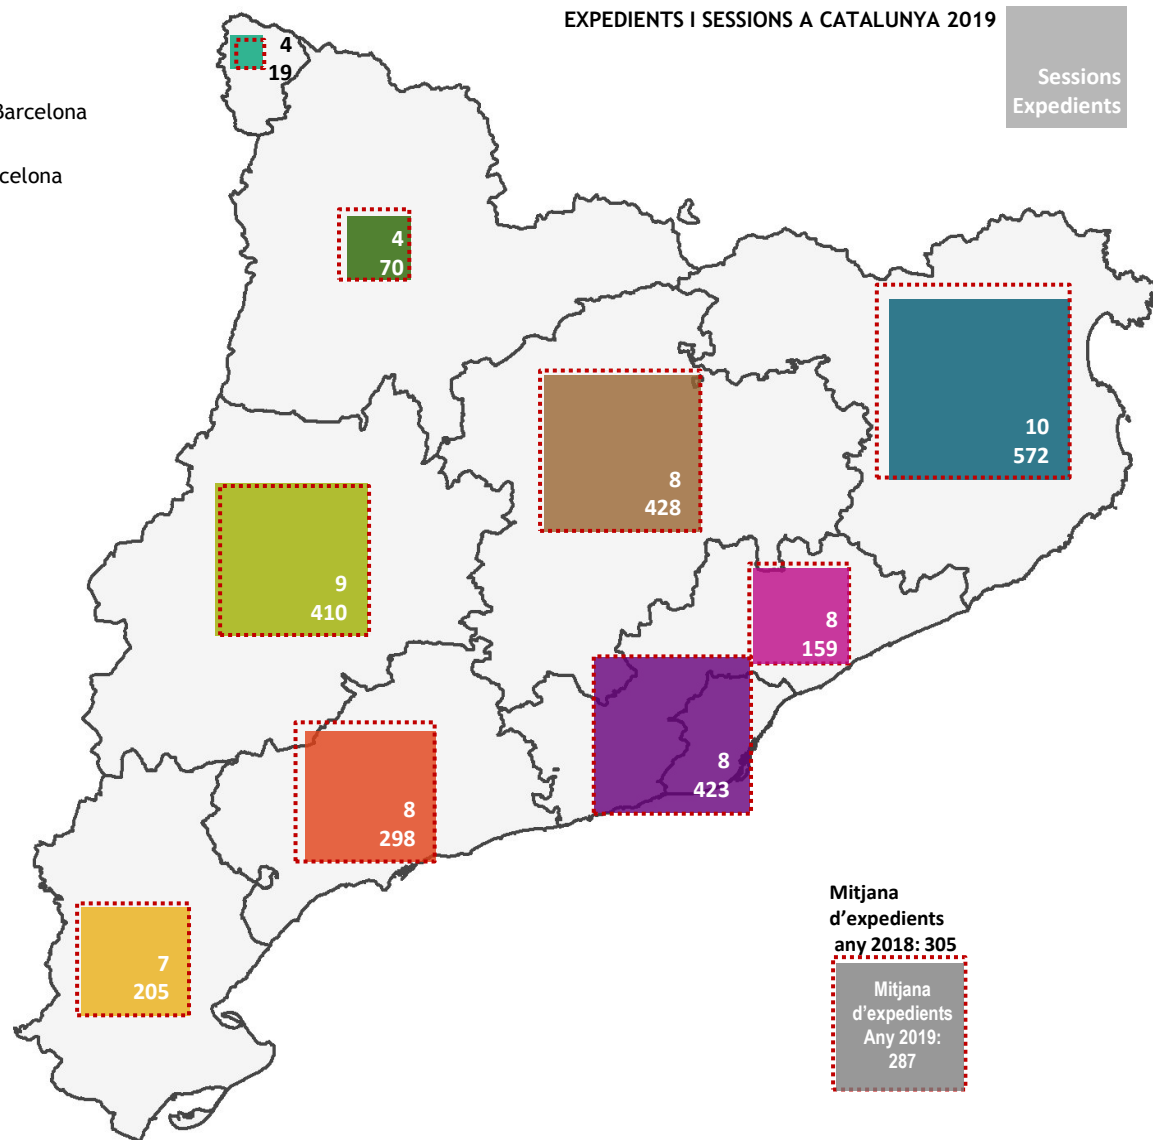 EXPEDIENTS I SESSIONS A CATALUNYA 2019
Sessions
Expedients
4
19
Barcelona
celona
4
70
10
572
8
428
9
410
8
159
8
423
8
298
7
205
Mitjana
d'expedients
any 2018: 305
Mitjana
d'expedients
Any 2019:
287